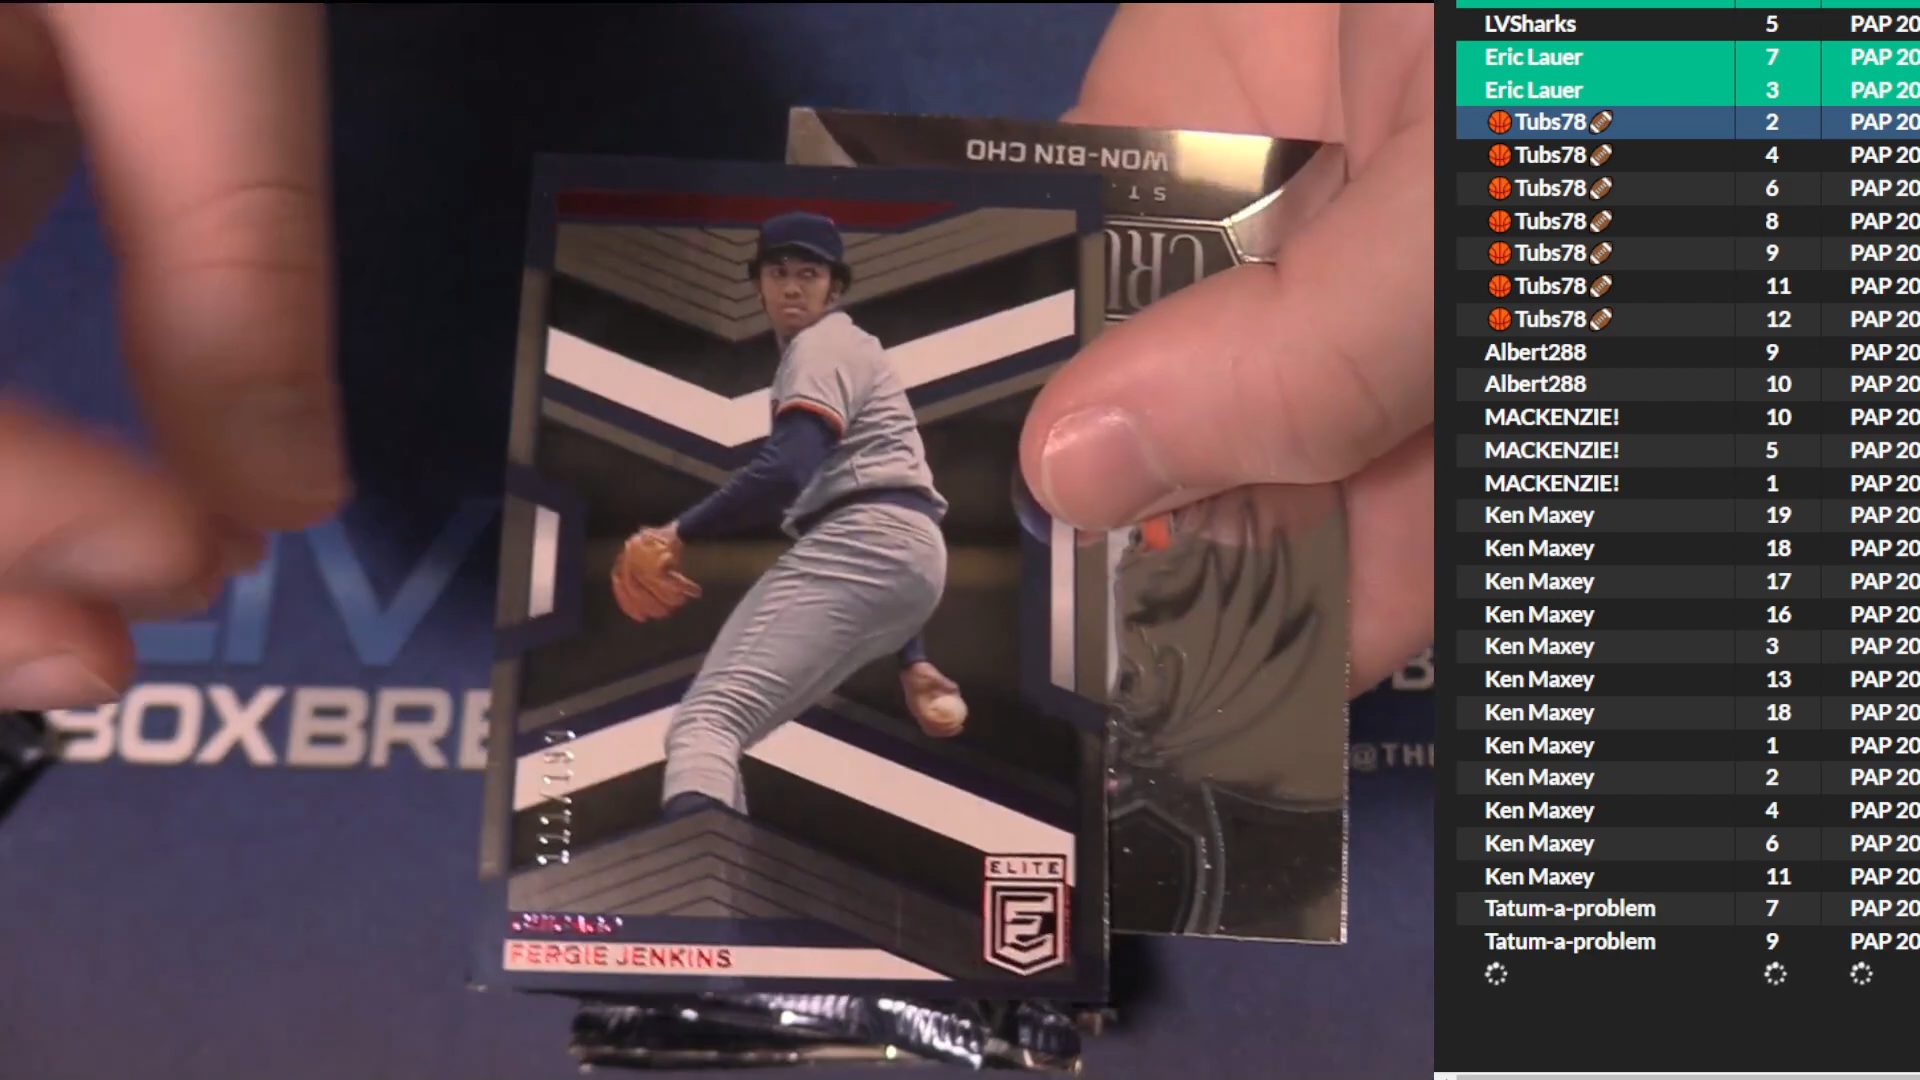 WON-BIN CHO
ST
CRU
ELITE
E
FERGIE JENKINS
LIV
BOXBRE
@THE
LVSharks 5 PAP 20
Eric Lauer 7 PAP 20
Eric Lauer 3 PAP 20
🏀Tubs78🏈 2 PAP 20
🏀Tubs78🏈 4 PAP 20
🏀Tubs78🏈 6 PAP 20
🏀Tubs78🏈 8 PAP 20
🏀Tubs78🏈 9 PAP 20
🏀Tubs78🏈 11 PAP 20
🏀Tubs78🏈 12 PAP 20
Albert288 9 PAP 20
Albert288 10 PAP 20
MACKENZIE! 10 PAP 20
MACKENZIE! 5 PAP 20
MACKENZIE! 1 PAP 20
Ken Maxey 19 PAP 20
Ken Maxey 18 PAP 20
Ken Maxey 17 PAP 20
Ken Maxey 16 PAP 20
Ken Maxey 3 PAP 20
Ken Maxey 13 PAP 20
Ken Maxey 18 PAP 20
Ken Maxey 1 PAP 20
Ken Maxey 2 PAP 20
Ken Maxey 4 PAP 20
Ken Maxey 6 PAP 20
Ken Maxey 11 PAP 20
Tatum-a-problem 7 PAP 20
Tatum-a-problem 9 PAP 20